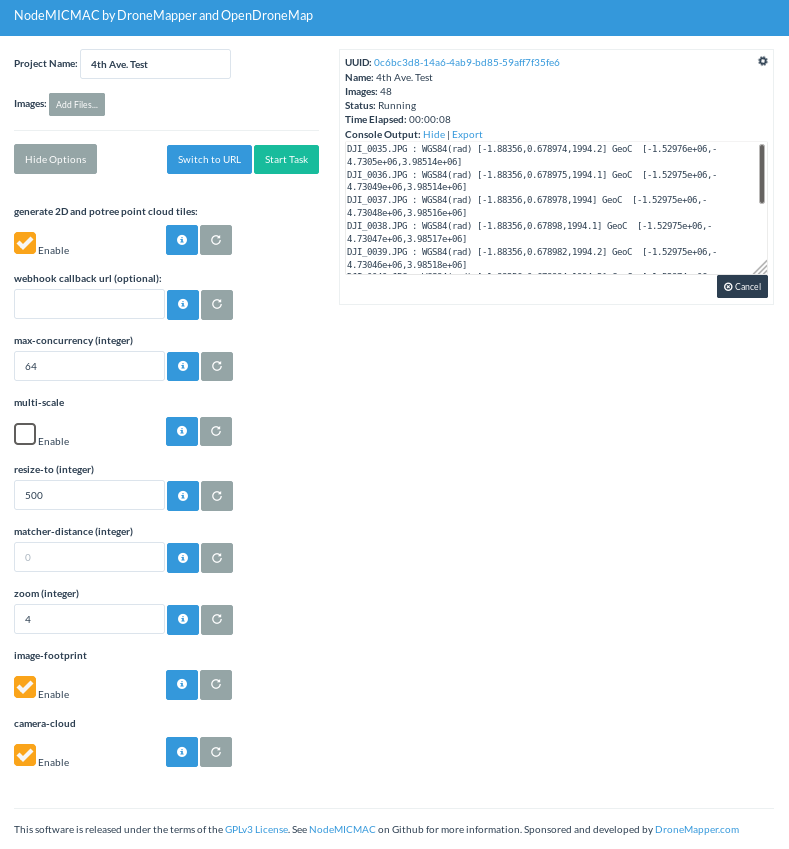 NodeMICMAC by DroneMapper and OpenDroneMap
Project Name: 4th Ave. Test
Images: Add Files...
Hide Options Switch to URL Start Task
generate 2D and potree point cloud tiles:
Enable
webhook callback url (optional):
max-concurrency (integer)
64
multi-scale
Enable
resize-to (integer)
500
matcher-distance (integer)
0
zoom (integer)
4
image-footprint
Enable
camera-cloud
Enable
UUID: 0c6bc3d8-14a6-4ab9-bd85-59aff7f35fe6
Name: 4th Ave. Test
Images: 48
Status: Running
Time Elapsed: 00:00:08
Console Output: Hide | Export
DJI_0035.JPG : WGS84(rad) [-1.88356,0.678974,1994.2] GeoC [-1.52976e+06,-
4.7305e+06,3.98514e+06]
DJI_0036.JPG : WGS84(rad) [-1.88356,0.678975,1994.1] GeoC [-1.52975e+06,-
4.73049e+06,3.98514e+06]
DJI_0037.JPG : WGS84(rad) [-1.88356,0.678978,1994] GeoC [-1.52975e+06,-
4.73048e+06,3.98516e+06]
DJI_0038.JPG : WGS84(rad) [-1.88356,0.67898,1994.1] GeoC [-1.52975e+06,-
4.73047e+06,3.98517e+06]
DJI_0039.JPG : WGS84(rad) [-1.88356,0.678982,1994.2] GeoC [-1.52975e+06,-
4.73046e+06,3.98518e+06]
Cancel
This software is released under the terms of the GPLv3 License. See NodeMICMAC on Github for more information. Sponsored and developed by DroneMapper.com